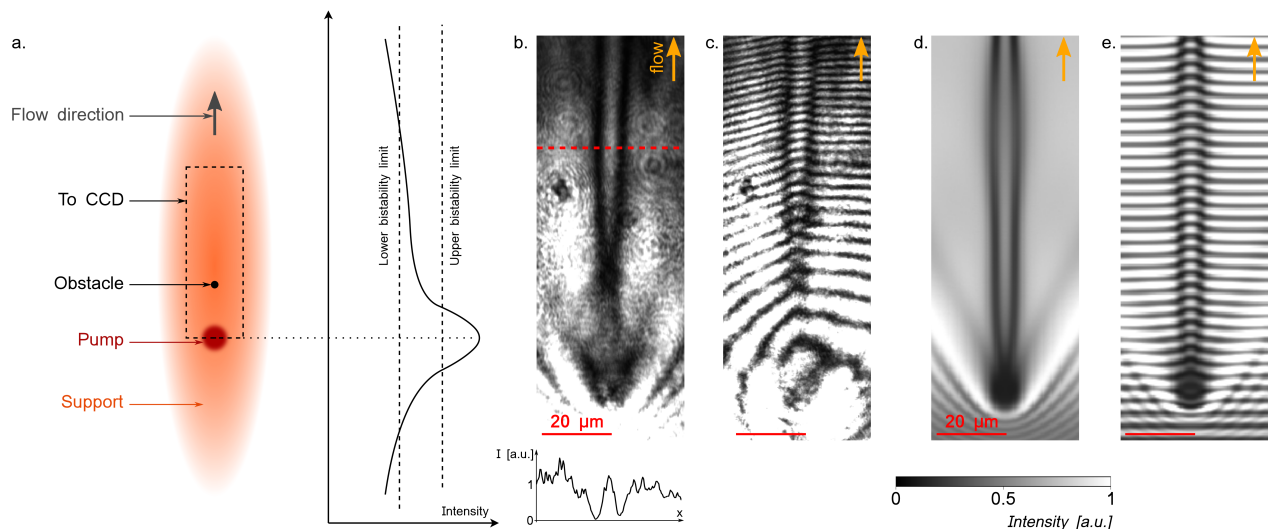 a.
Flow direction
To CCD
Obstacle
Pump
Support
Lower bistability limit
Upper bistability limit
Intensity
b.
flow
20 µm
I [a.u.]
1
0
x
c.
d.
20 µm
e.
0
0.5
1
Intensity [a.u.]